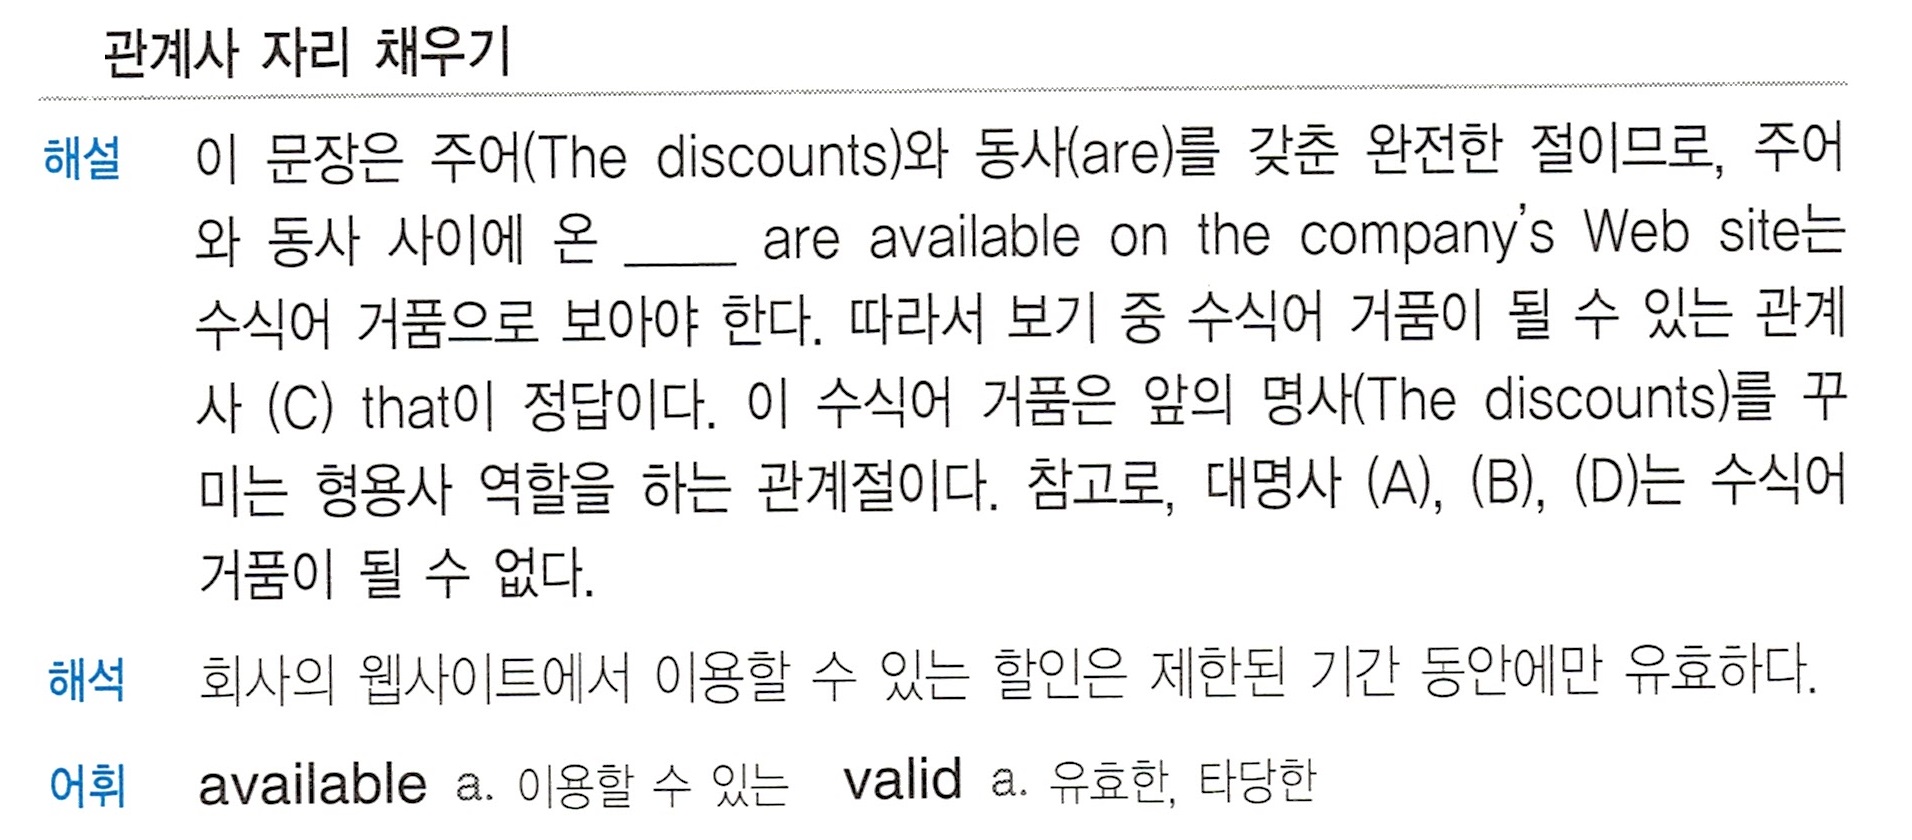 관계사 자리 채우기
해설 이 문장은 주어(The discounts)와 동사(are)를 갖춘 완전한 절이므로, 주어
와 동사 사이에 온 ____ are available on the company's Web site는
수식어 거품으로 보아야 한다. 따라서 보기 중 수식어 거품이 될 수 있는 관계
사 (C) that이 정답이다. 이 수식어 거품은 앞의 명사(The discounts)를 꾸
미는 형용사 역할을 하는 관계절이다. 참고로, 대명사 (A), (B), (D)는 수식어
거품이 될 수 없다.
해석 회사의 웹사이트에서 이용할 수 있는 할인은 제한된 기간 동안에만 유효하다.
어휘 available a. 이용할 수 있는 valid a. 유효한, 타당한